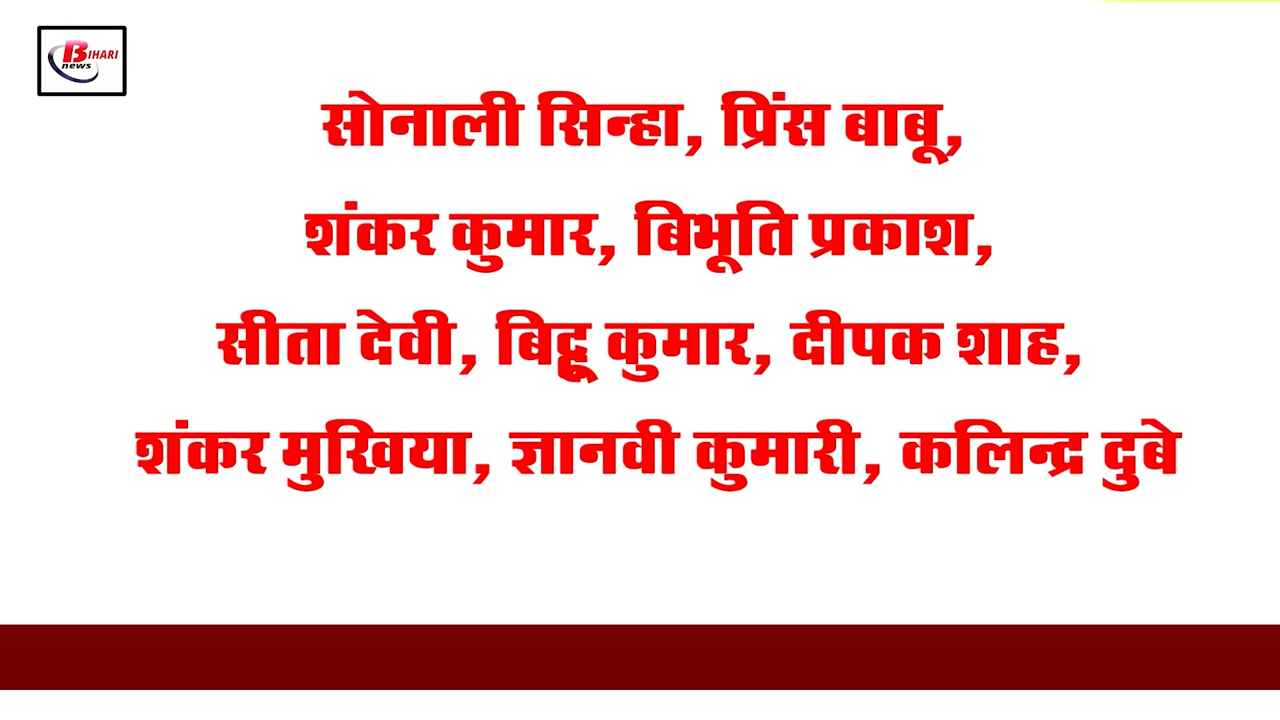 BIHARI
news
सोनाली सिन्हा, प्रिंस बाबू,
शंकर कुमार, बिभूति प्रकाश,
सीता देवी, बिट्टू कुमार, दीपक शाह,
शंकर मुखिया, ज्ञानवी कुमारी, कलिन्द्र दुबे